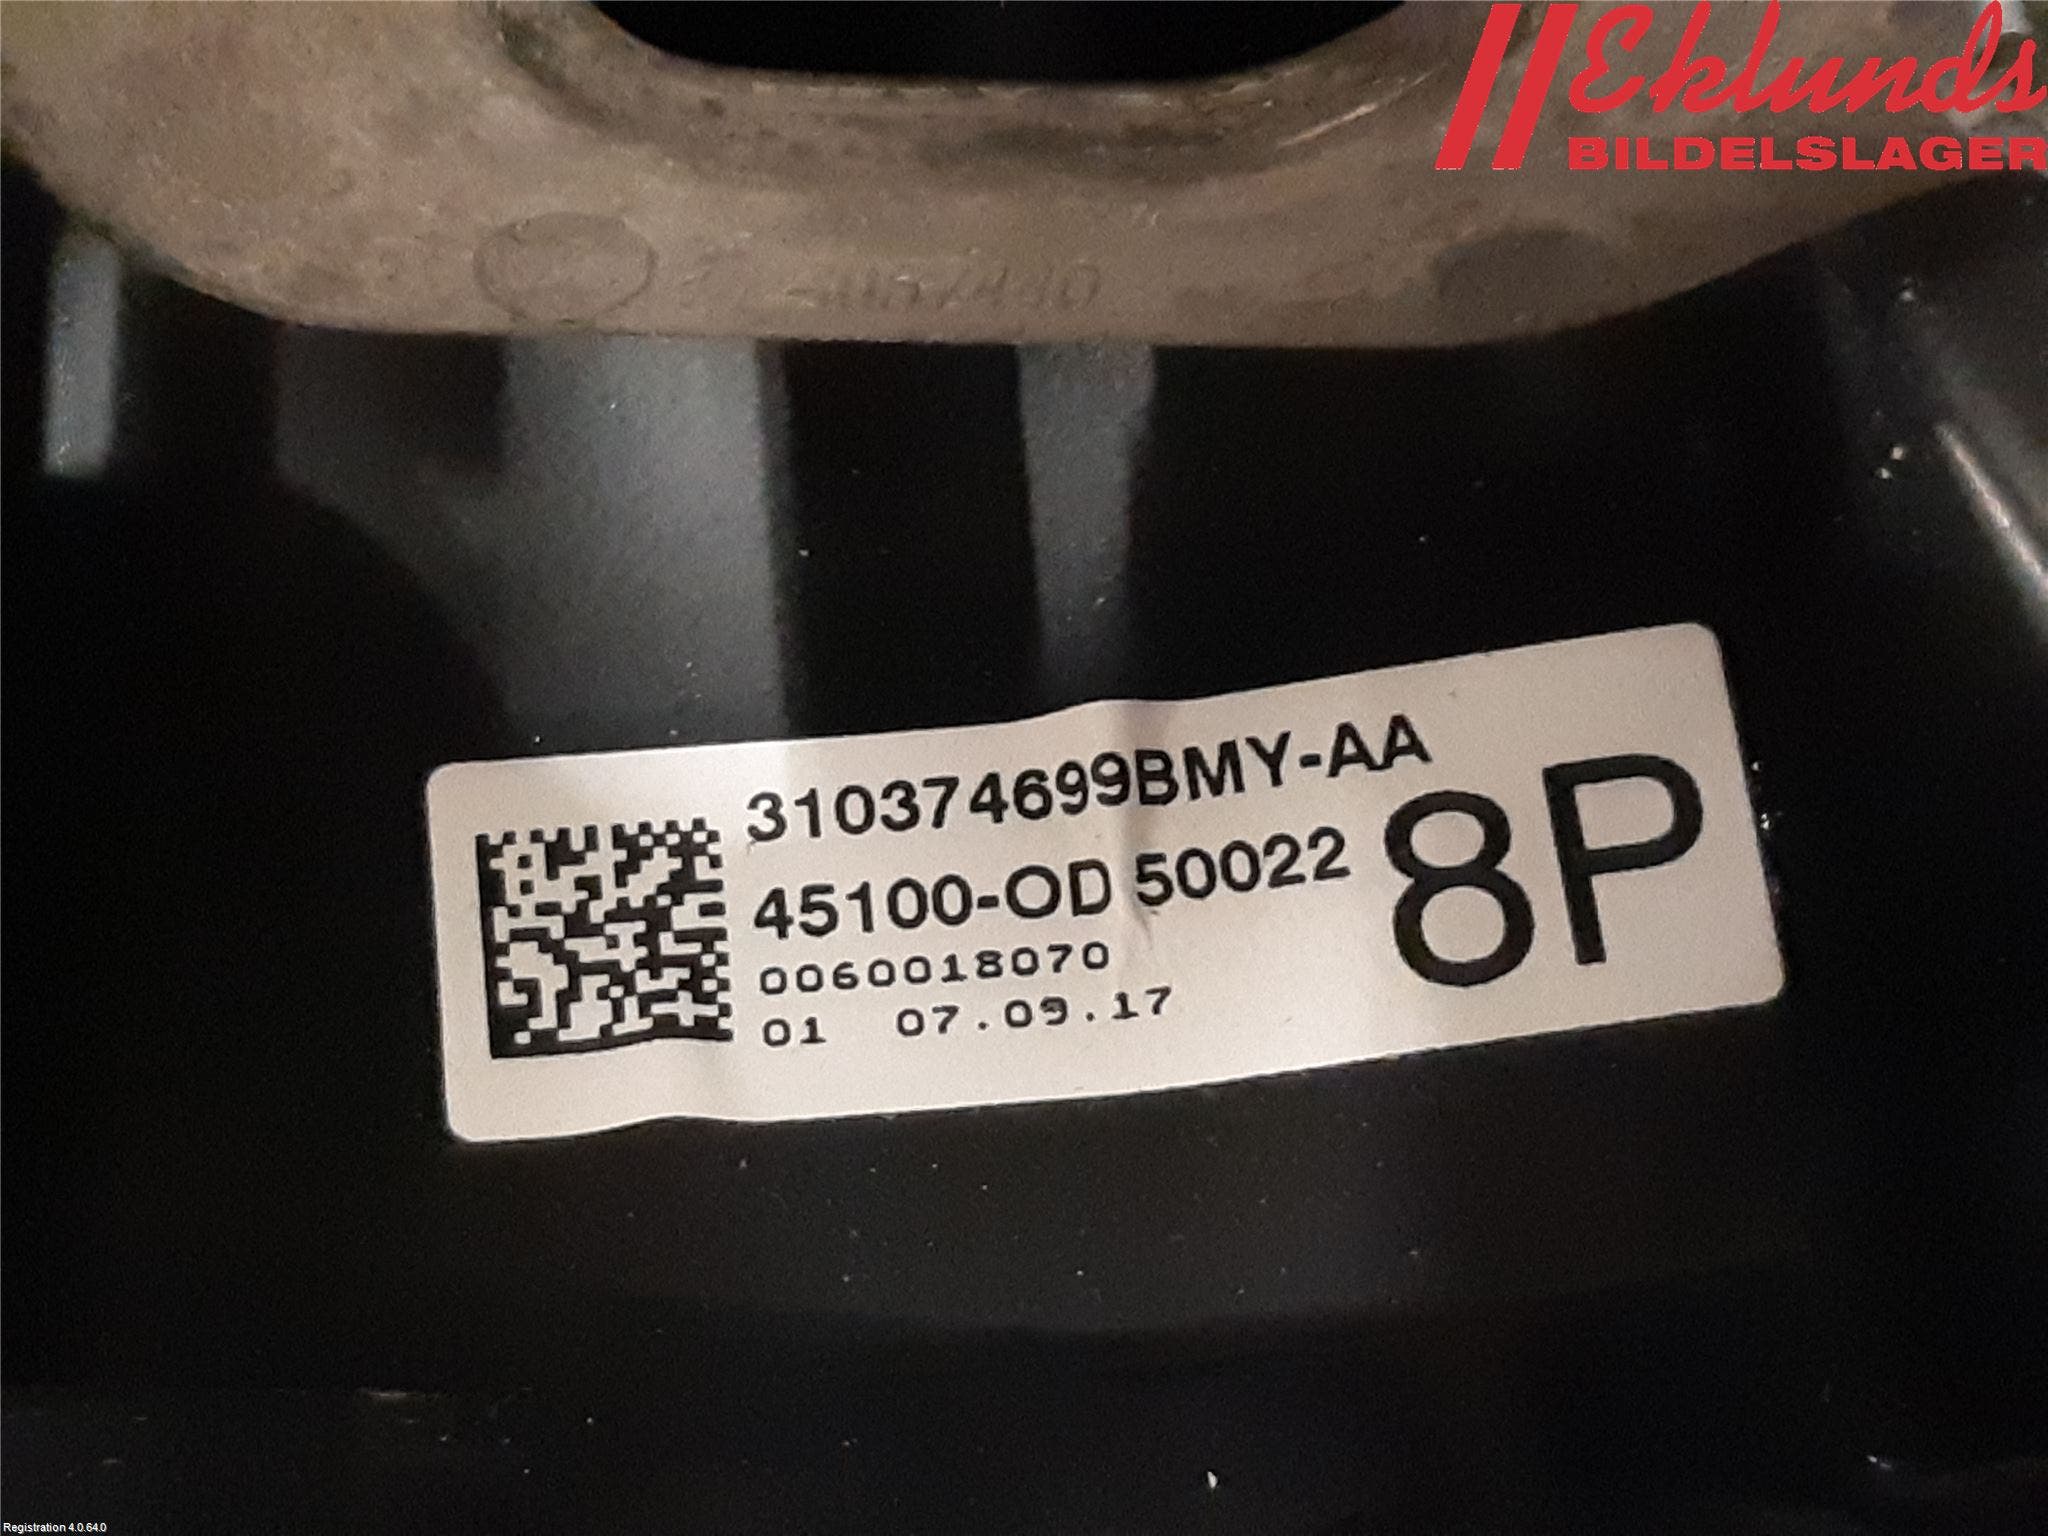 Eklunds
BILDELSLAGER
310374699BMY-AA
45100-OD 50022
8P
0060018070
01 07.09.17
Registration 4.0.64.0